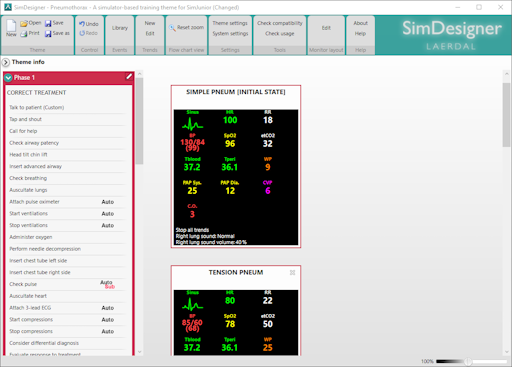 SimDesigner - Pneumothorax - A simulator-based training theme for SimJunior (Changed)
New
Open
Print
Save
Save as
Theme
Undo
Redo
Control
Library
Edit
Events
New
Edit
Trends
Reset zoom
Flow chart view
Theme settings
System settings
Settings
Check compatibility
Check usage
Tools
Import
Export
Monitor layout
About
Help
Help
SimDesigner
LAERDAL
Theme info
Phase 1
CORRECT TREATMENT
Talk to patient (Custom)
Tap and shout
Call for help
Check airway patency
Head tilt chin lift
Insert advanced airway
Check breathing
Auscultate lungs
Attach pulse oximeter Auto
Start ventilations Auto
Stop ventilations Auto
Administer oxygen
Perform needle decompression
Insert chest tube left side
Insert chest tube right side
Check pulse Auto
Sub
Auscultate heart
Attach 3-lead ECG Auto
Start compressions Auto
Stop compressions Auto
Consider differential diagnosis
Evaluate response to treatment
SIMPLE PNEUM [INITIAL STATE]
Sinus HR RR
100 18
BP SpO2 etCO2
130/84 96 32
(99)
Tblood Tperi WP
37.2 36.1 9
PAP Sys. PAP Dia. CVP
25 12 6
C.O.
3
Stop all trends
Right lung sound: Normal
Right lung sound volume: 40%
TENSION PNEUM
Sinus HR RR
80 22
BP SpO2 etCO2
85/60 78 50
(68)
Tblood Tperi WP
37.2 36.1 25
100%